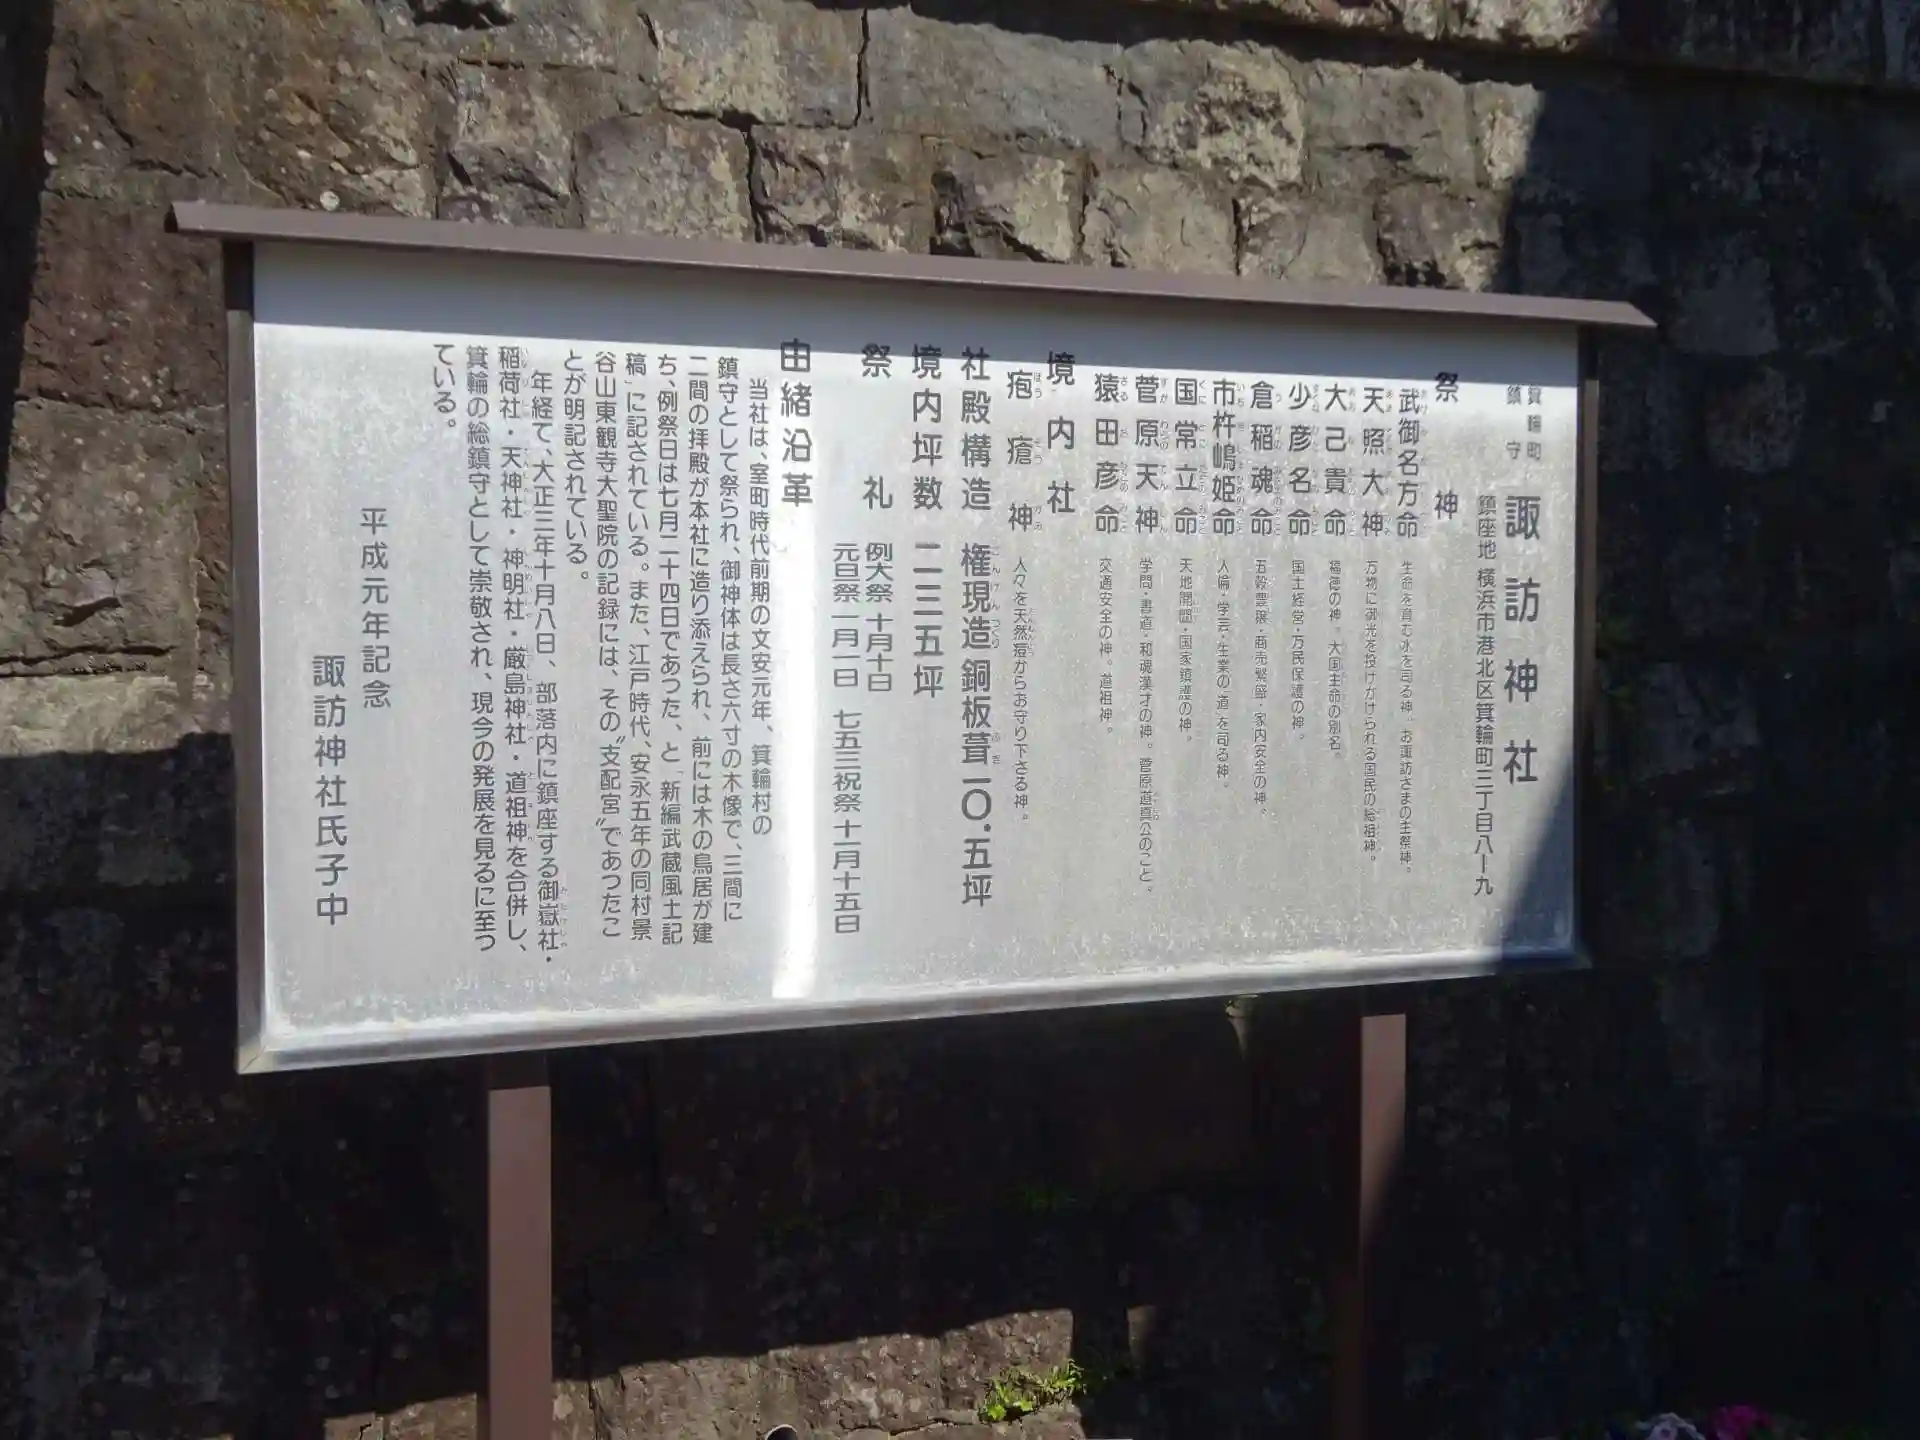 箕輪町
鎮守
諏訪神社
鎮座地 横浜市港北区箕輪町三丁目八ー九
祭神
武御名方命 生命を育む水を司る神。お諏訪さまの主祭神。
天照大神 万物に御光を投げかけられる国民の総祖神。
大己貴命 福徳の神。大国主命の別名。
少彦名命 国土経営・万民保護の神。
倉稲魂命 五穀豊穣・商売繁盛・家内安全の神。
市杵嶋姫命 人倫・学芸・生業の「道」を司る神。
国常立命 天地開闢・国家鎮護の神。
菅原天神 学問・書道・和魂漢才の神。菅原道真公のこと。
猿田彦命 交通安全の神。道祖神。
境内社
疱瘡神 人々を天然痘からお守り下さる神。
社殿構造 権現造銅板葺一〇.五坪
境内坪数 二三五坪
祭礼 例大祭 十月十日
元旦祭 一月一日 七五三祝祭 十一月十五日
由緒沿革
当社は、室町時代前期の文安元年、箕輪村の
鎮守として祭られ、御神体は長さ六寸の木像で、三間に
二間の拝殿が本社に造り添えられ、前には木の鳥居が建
ち、例祭日は七月二十四日であつた、と「新編武蔵風土記
稿」に記されている。また、江戸時代、安永五年の同村景
谷山東観寺大聖院の記録には、その〝支配宮〟であつたこ
とが明記されている。
年経て、大正三年十月八日、部落内に鎮座する御嶽社・
稲荷社・天神社・神明社・厳島神社・道祖神を合併し、
箕輪の総鎮守として崇敬され、現今の発展を見るに至つ
ている。
平成元年記念
諏訪神社氏子中